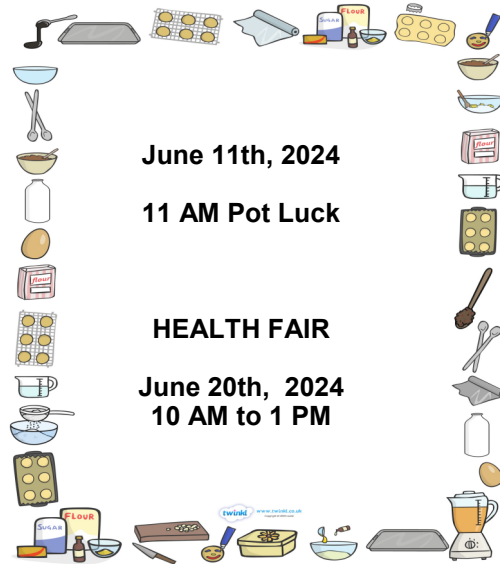 SUGAR
FLOUR
flour
June 11th, 2024
11 AM Pot Luck
flour
HEALTH FAIR
June 20th, 2024
10 AM to 1 PM
SUGAR
FLOUR
twinkl
www.twinkl.co.uk